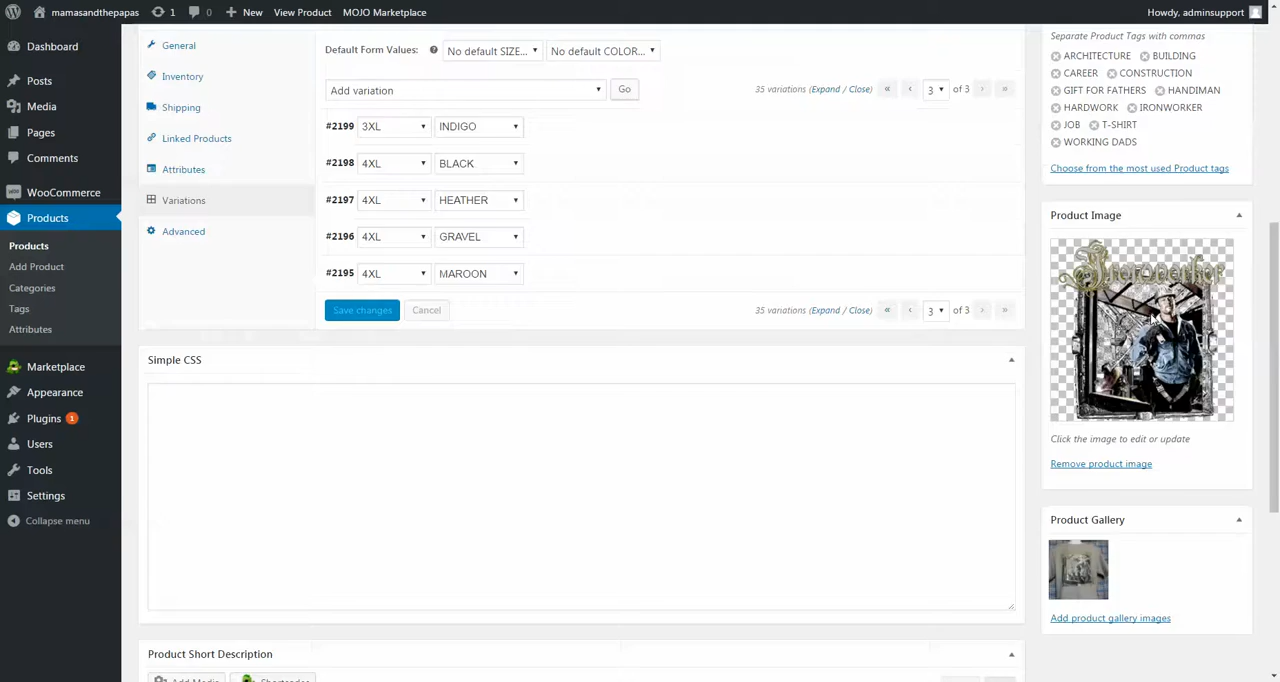 mamasandthepapas 1 0 New View Product MOJO Marketplace Howdy, adminsupport
Dashboard
Posts
Media
Pages
Comments
WooCommerce
Products
Products
Add Product
Categories
Tags
Attributes
Marketplace
Appearance
Plugins 1
Users
Tools
Settings
Collapse menu
General
Inventory
Shipping
Linked Products
Attributes
Variations
Advanced
Default Form Values: No default SIZE... No default COLOR...
Add variation Go 35 variations (Expand / Close) « ‹ 3 of 3 › »
#2199 3XL INDIGO
#2198 4XL BLACK
#2197 4XL HEATHER
#2196 4XL GRAVEL
#2195 4XL MAROON
Save changes Cancel 35 variations (Expand / Close) « ‹ 3 of 3 › »
Simple CSS
Product Short Description
Add Media Shortcodes
Separate Product Tags with commas
ARCHITECTURE BUILDING
CAREER CONSTRUCTION
GIFT FOR FATHERS HANDIMAN
HARDWORK IRONWORKER
JOB T-SHIRT
WORKING DADS
Choose from the most used Product tags
Product Image
Ironworker
Click the image to edit or update
Remove product image
Product Gallery
Add product gallery images